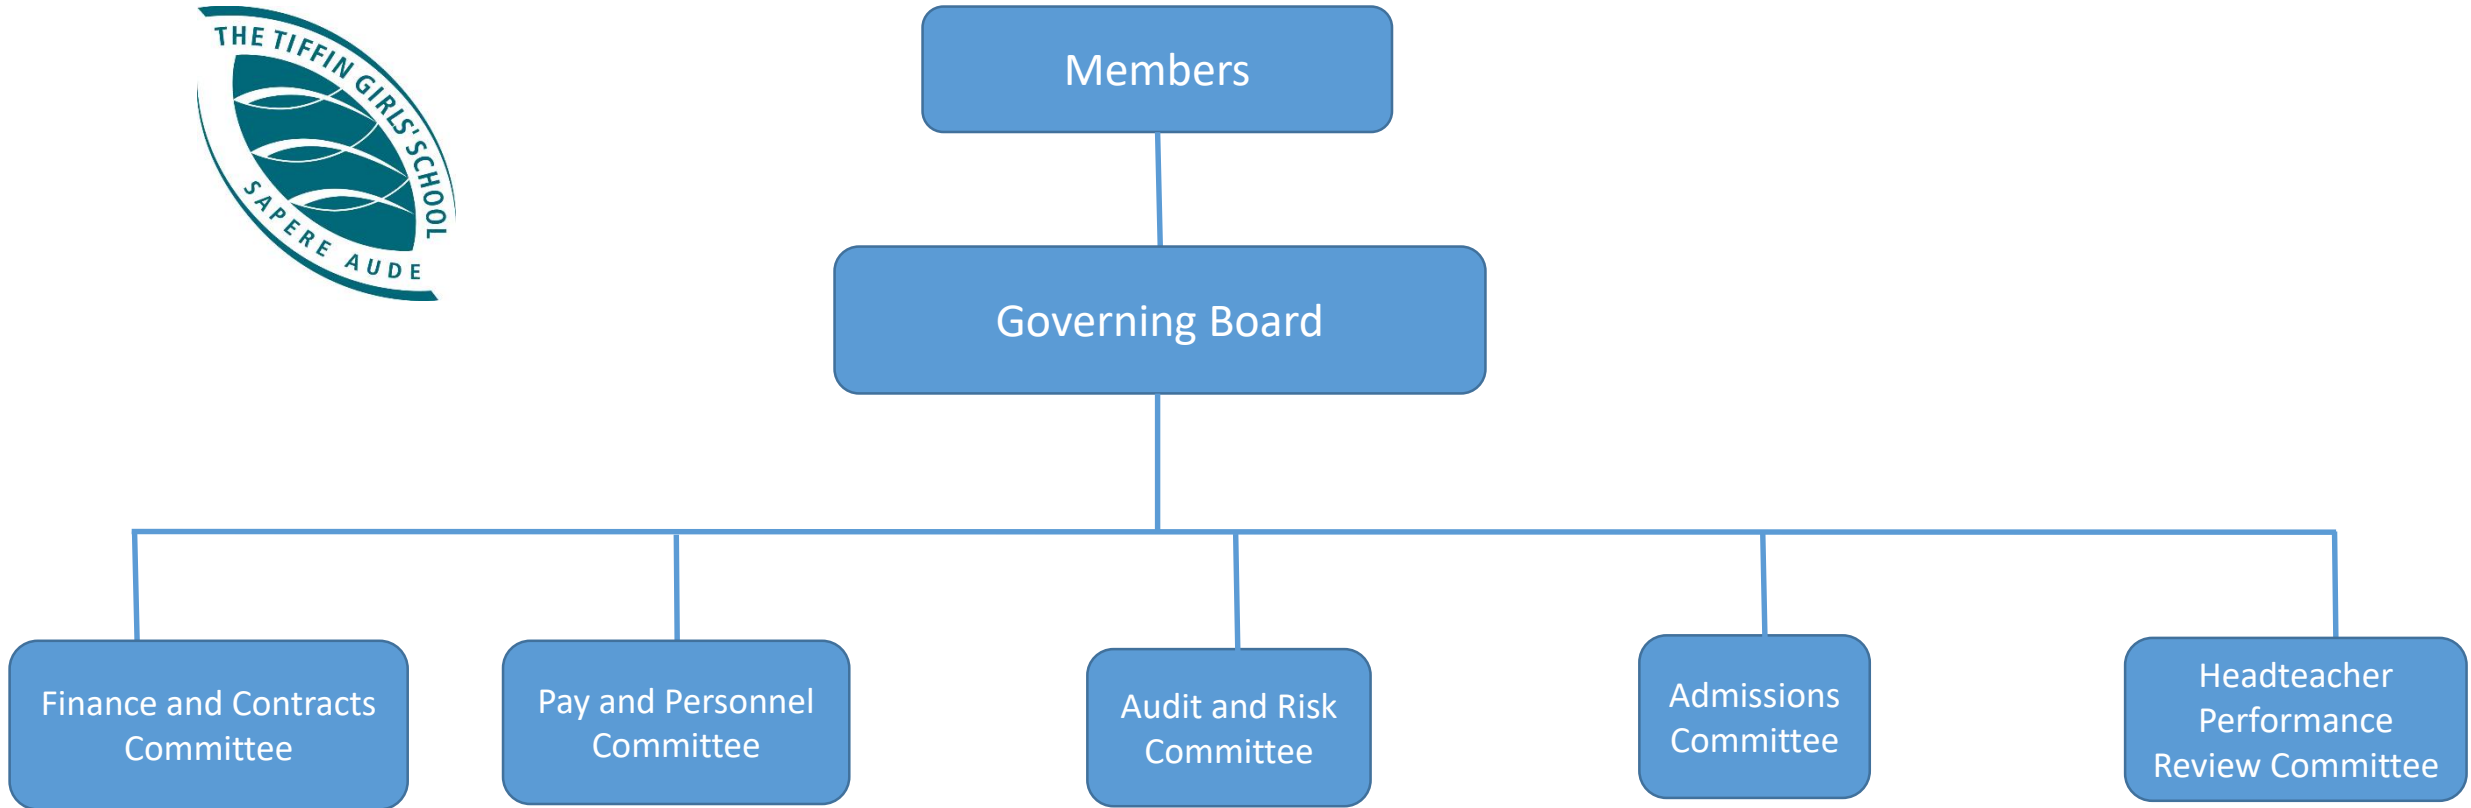 THE TIFFIN GIRLS' SCHOOL
SAPERE AUDE
Members
Governing Board
Finance and Contracts
Committee
Pay and Personnel
Committee
Audit and Risk
Committee
Admissions
Committee
Headteacher
Performance
Review Committee